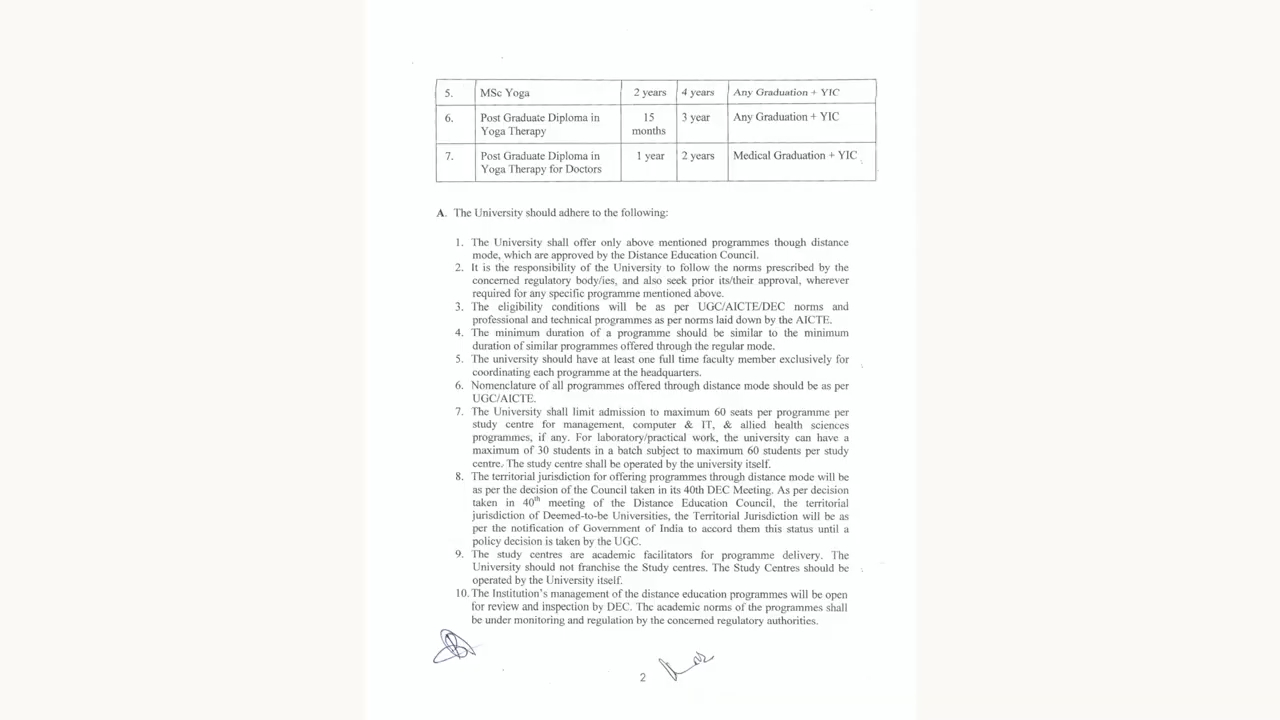 5. MSc Yoga 2 years 4 years Any Graduation + YIC
6. Post Graduate Diploma in 15 3 year Any Graduation + YIC
Yoga Therapy months
7. Post Graduate Diploma in 1 year 2 years Medical Graduation + YIC
Yoga Therapy for Doctors
A. The University should adhere to the following:
1. The University shall offer only above mentioned programmes though distance
mode, which are approved by the Distance Education Council.
2. It is the responsibility of the University to follow the norms prescribed by the
concerned regulatory body/ies, and also seek prior its/their approval, wherever
required for any specific programme mentioned above.
3. The eligibility conditions will be as per UGC/AICTE/DEC norms and
professional and technical programmes as per norms laid down by the AICTE.
4. The minimum duration of a programme should be similar to the minimum
duration of similar programmes offered through the regular mode.
5. The university should have at least one full time faculty member exclusively for
coordinating each programme at the headquarters.
6. Nomenclature of all programmes offered through distance mode should be as per
UGC/AICTE.
7. The University shall limit admission to maximum 60 seats per programme per
study centre for management, computer & IT, & allied health sciences
programmes, if any. For laboratory/practical work, the university can have a
maximum of 30 students in a batch subject to maximum 60 students per study
centre. The study centre shall be operated by the university itself.
8. The territorial jurisdiction for offering programmes through distance mode will be
as per the decision of the Council taken in its 40th DEC Meeting. As per decision
taken in 40th meeting of the Distance Education Council, the territorial
jurisdiction of Deemed-to-be Universities, the Territorial Jurisdiction will be as
per the notification of Government of India to accord them this status until a
policy decision is taken by the UGC.
9. The study centres are academic facilitators for programme delivery. The
University should not franchise the Study centres. The Study Centres should be
operated by the University itself.
10. The Institution's management of the distance education programmes will be open
for review and inspection by DEC. The academic norms of the programmes shall
be under monitoring and regulation by the concerned regulatory authorities.
2